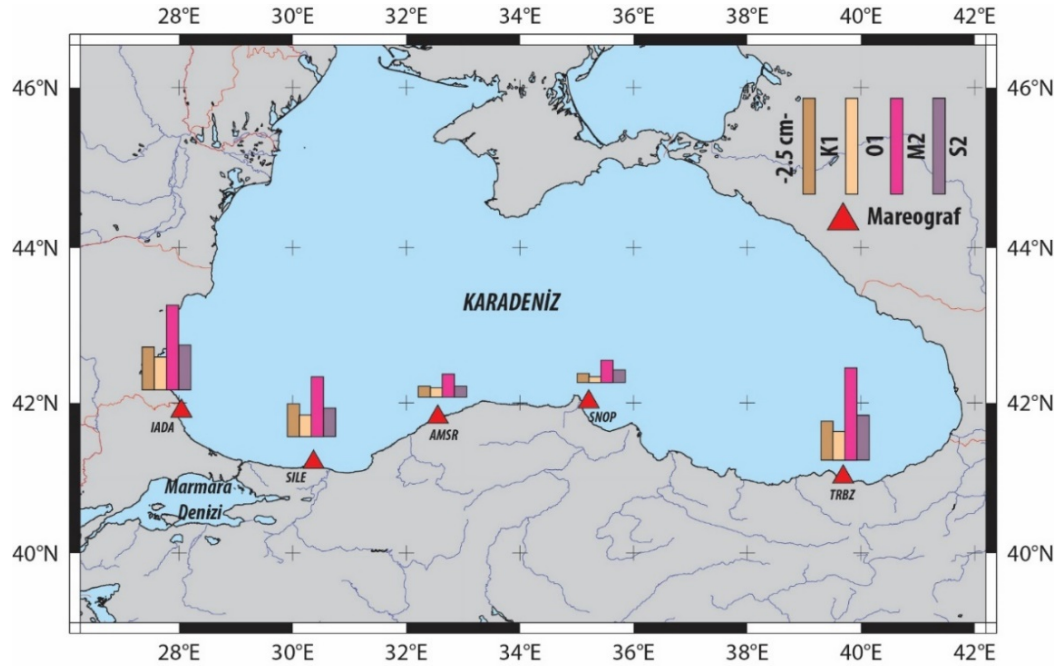 28°E 30°E 32°E 34°E 36°E 38°E 40°E 42°E
46°N 46°N
-2.5 cm-
K1
O1
M2
S2
Mareograf
44°N 44°N
KARADENİZ
42°N 42°N
IADA
SILE
AMSR
SNOP
TRBZ
Marmara
Denizi
40°N 40°N
28°E 30°E 32°E 34°E 36°E 38°E 40°E 42°E